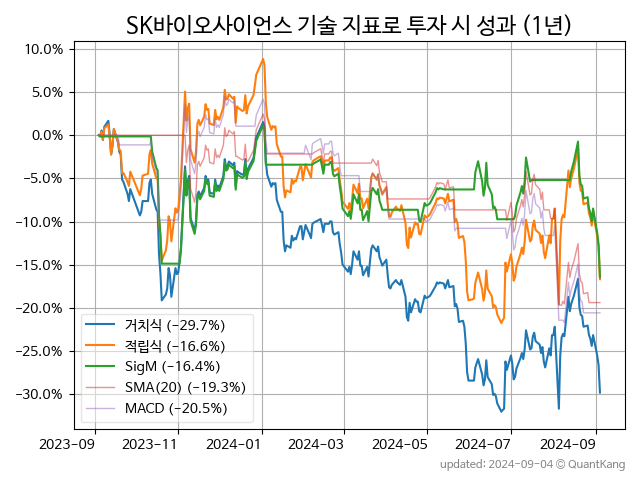 SK바이오사이언스 기술 지표로 투자 시 성과 (1년)
10.0%
5.0%
0.0%
−5.0%
−10.0%
−15.0%
−20.0%
−25.0%
−30.0%
거치식 (−29.7%)
적립식 (−16.6%)
SigM (−16.4%)
SMA(20) (−19.3%)
MACD (−20.5%)
2023-09 2023-11 2024-01 2024-03 2024-05 2024-07 2024-09
updated: 2024-09-04 © QuantKang